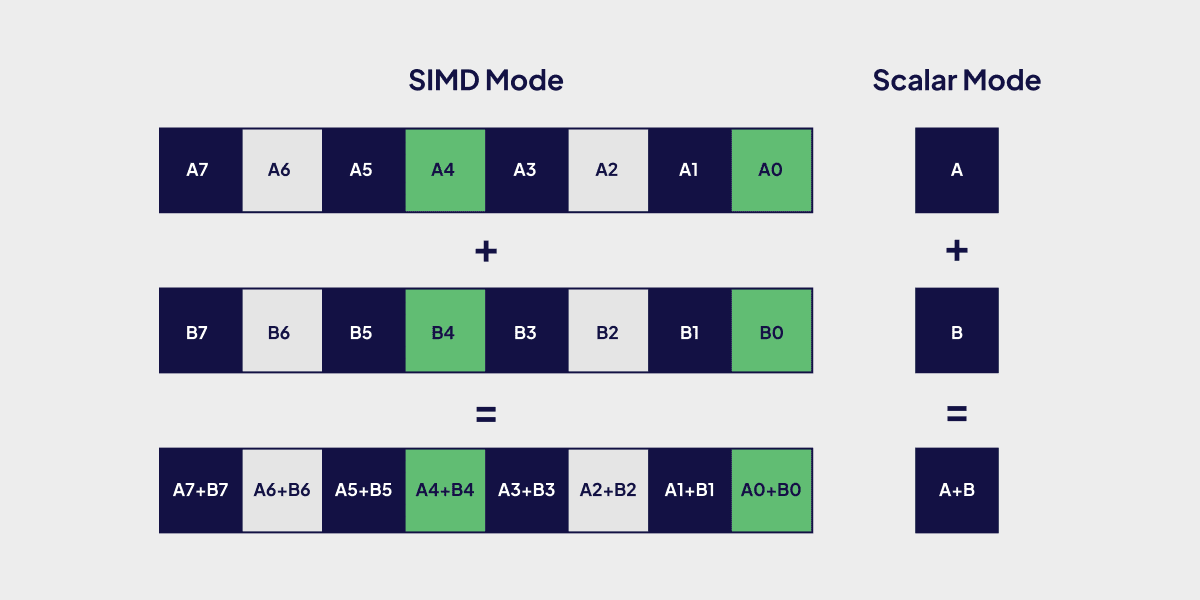 SIMD Mode Scalar Mode
A7 A6 A5 A4 A3 A2 A1 A0 A
+ +
B7 B6 B5 B4 B3 B2 B1 B0 B
= =
A7+B7 A6+B6 A5+B5 A4+B4 A3+B3 A2+B2 A1+B1 A0+B0 A+B